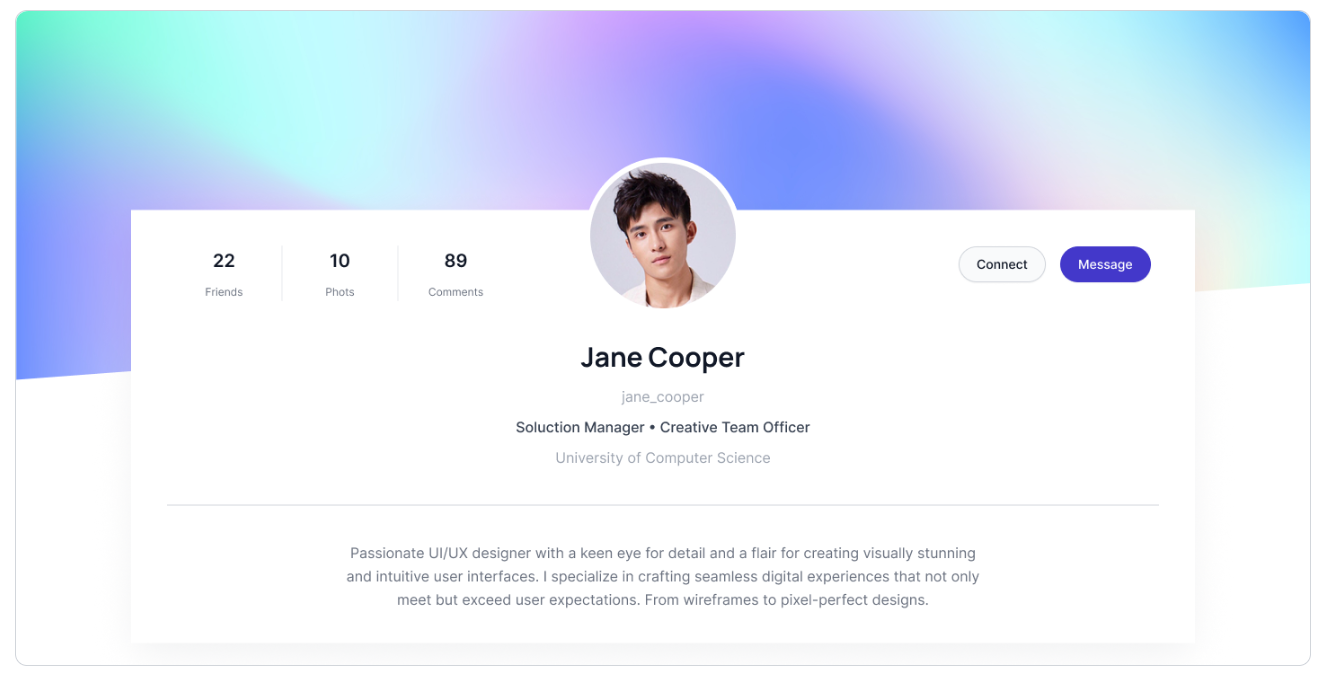 22
Friends
10
Phots
89
Comments
Connect
Message
Jane Cooper
jane_cooper
Soluction Manager • Creative Team Officer
University of Computer Science
Passionate UI/UX designer with a keen eye for detail and a flair for creating visually stunning
and intuitive user interfaces. I specialize in crafting seamless digital experiences that not only
meet but exceed user expectations. From wireframes to pixel-perfect designs.